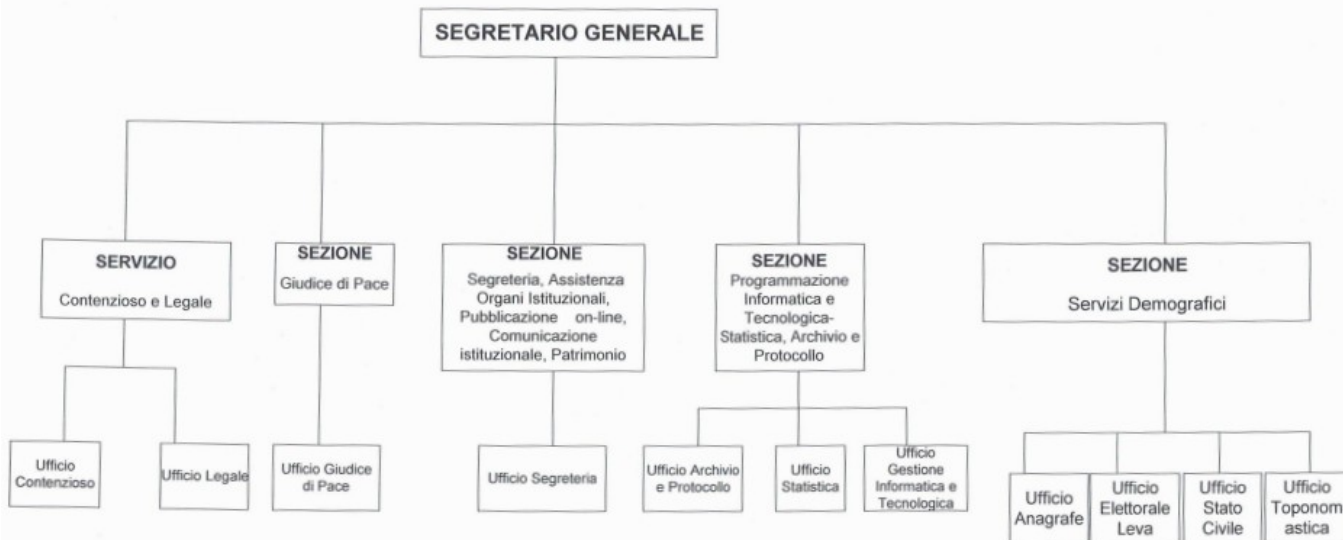 SEGRETARIO GENERALE
SERVIZIO
Contenzioso e Legale
SEZIONE
Giudice di Pace
SEZIONE
Segreteria, Assistenza
Organi Istituzionali,
Pubblicazione on-line,
Comunicazione
istituzionale, Patrimonio
SEZIONE
Programmazione
Informatica e
Tecnologica-
Statistica, Archivio e
Protocollo
SEZIONE
Servizi Demografici
Ufficio
Contenzioso
Ufficio Legale
Ufficio Giudice
di Pace
Ufficio Segreteria
Ufficio Archivio
e Protocollo
Ufficio
Statistica
Ufficio
Gestione
Informatica e
Tecnologica
Ufficio
Anagrafe
Ufficio
Elettorale
Leva
Ufficio
Stato
Civile
Ufficio
Toponom
astica